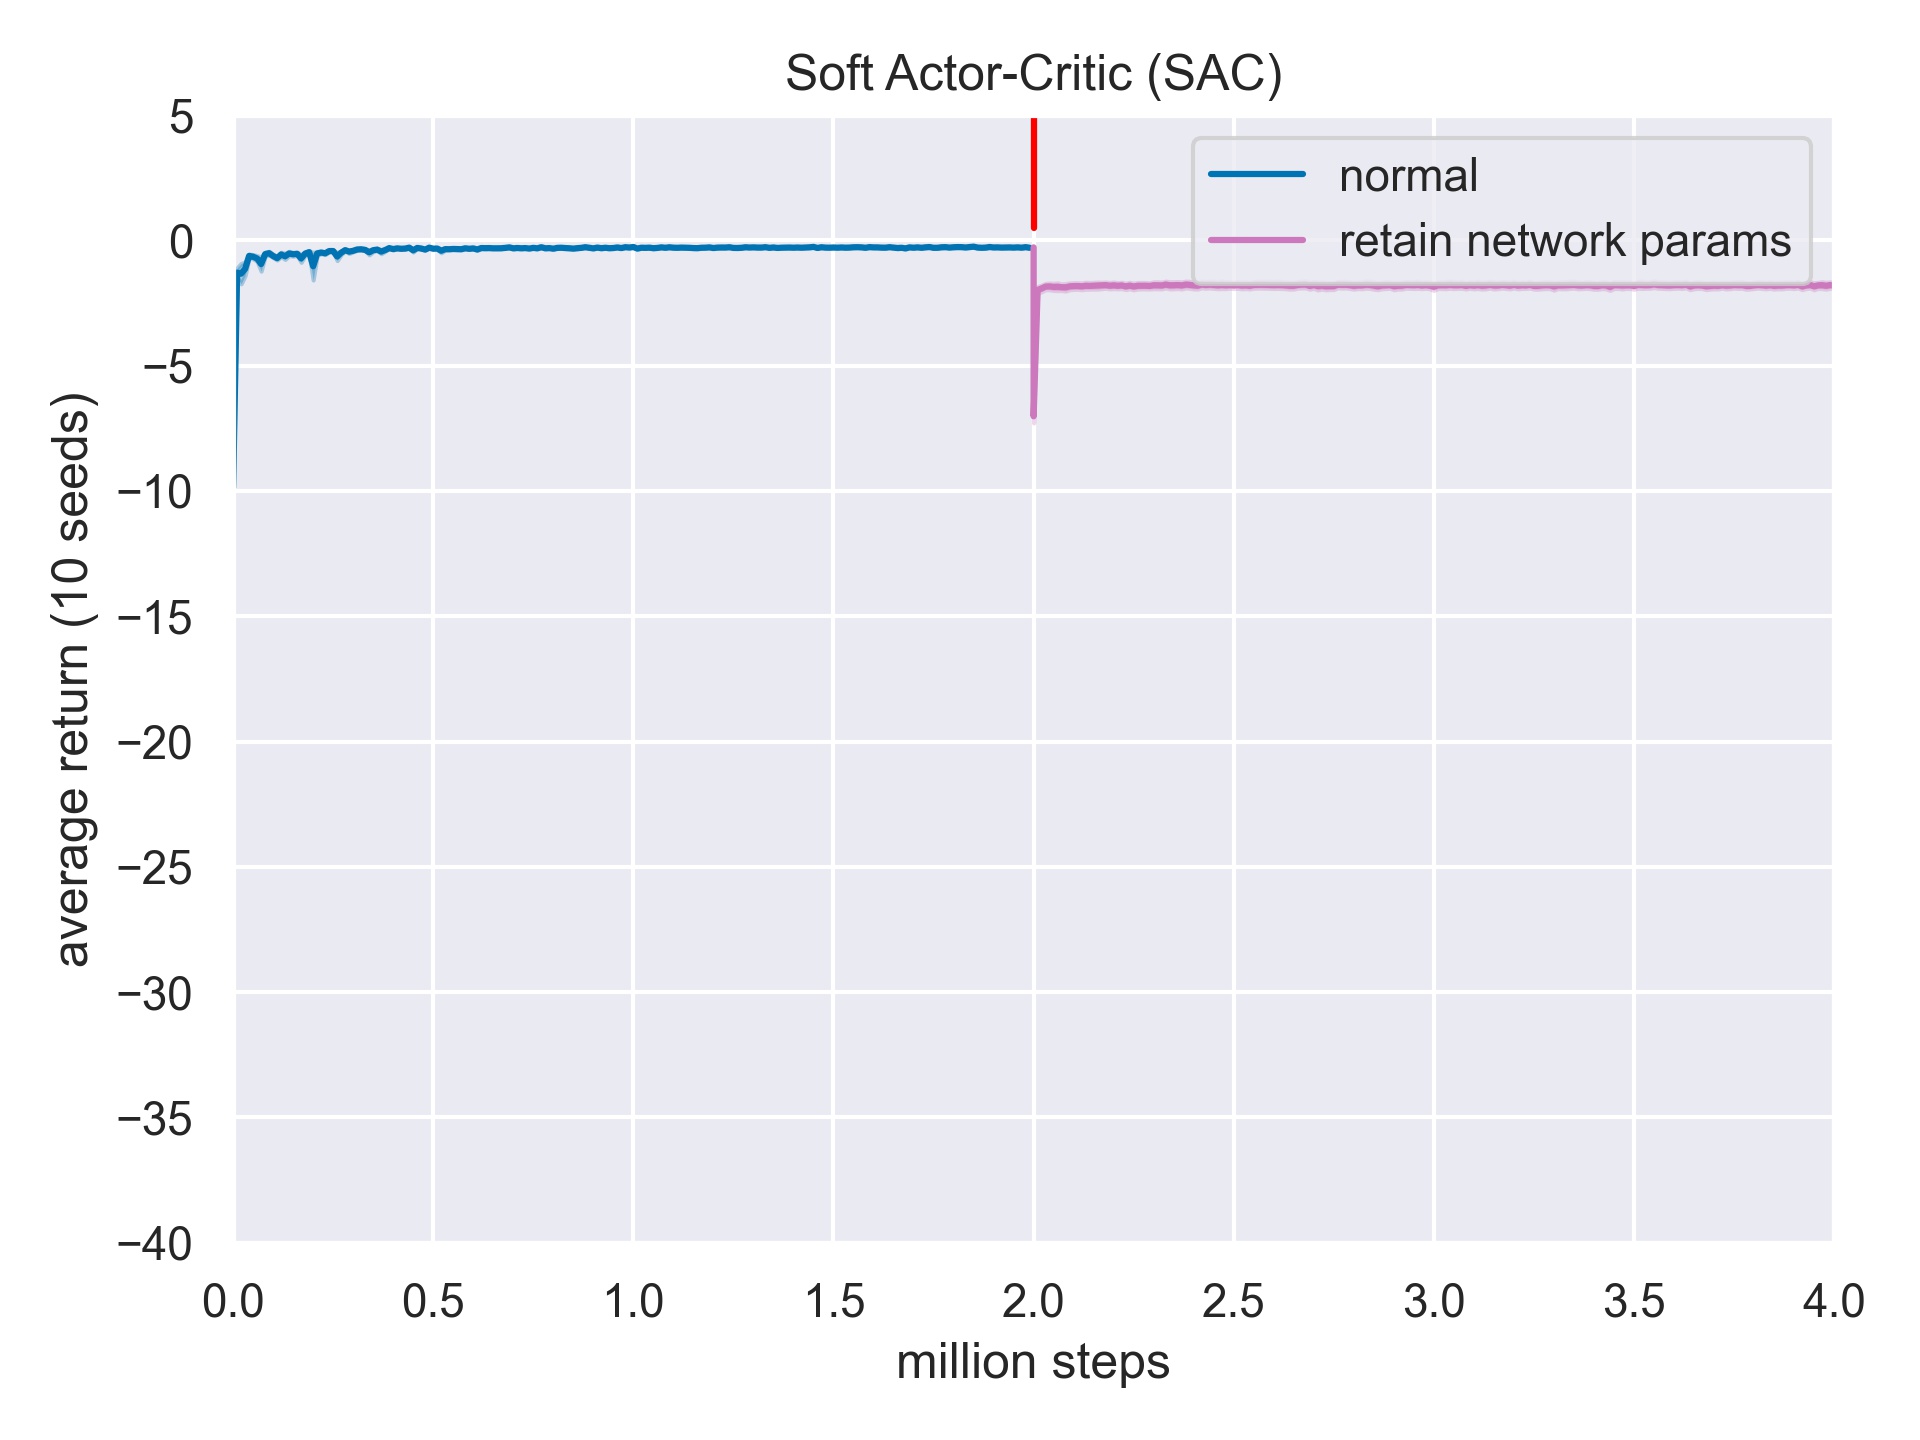 Soft Actor-Critic (SAC)
5
0
−5
−10
−15
−20
−25
−30
−35
−40
average return (10 seeds)
normal
retain network params
0.0 0.5 1.0 1.5 2.0 2.5 3.0 3.5 4.0
million steps